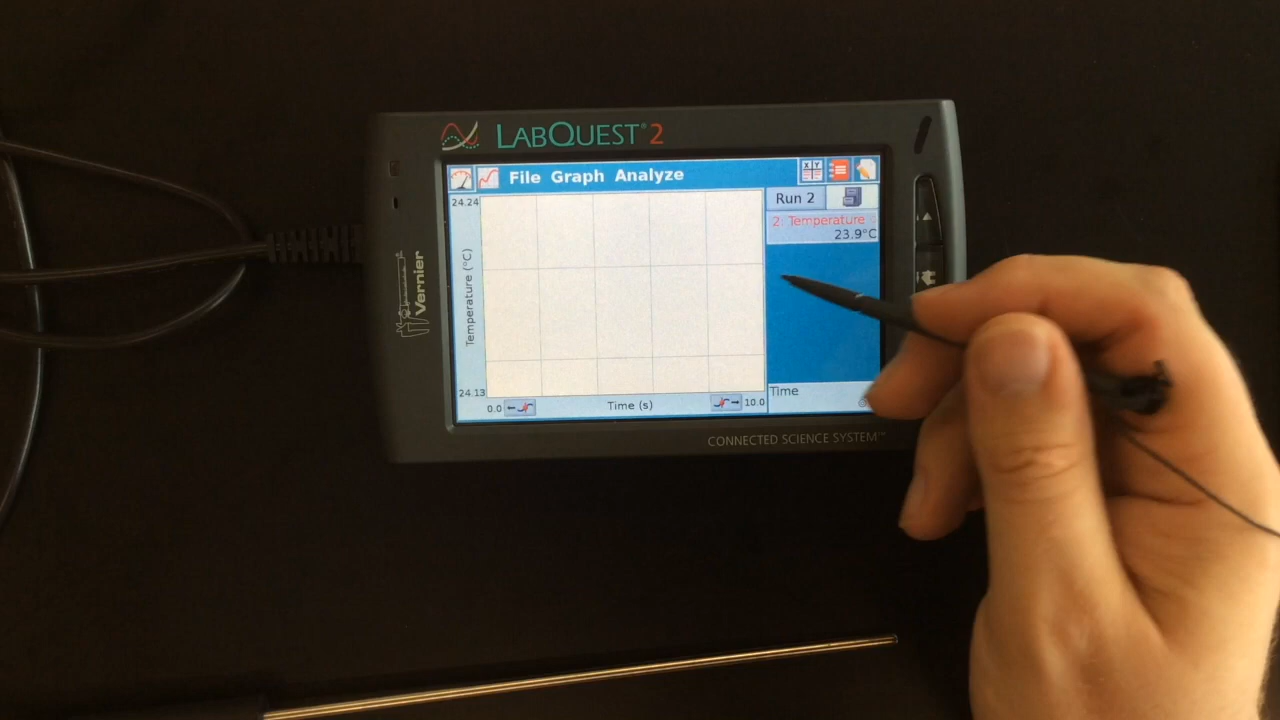 LABQUEST® 2
File Graph Analyze
X Y
Run 2
24.24
2: Temperature
23.9°C
Temperature (°C)
Vernier
24.13
Time
0.0
Time (s)
10.0
CONNECTED SCIENCE SYSTEM™